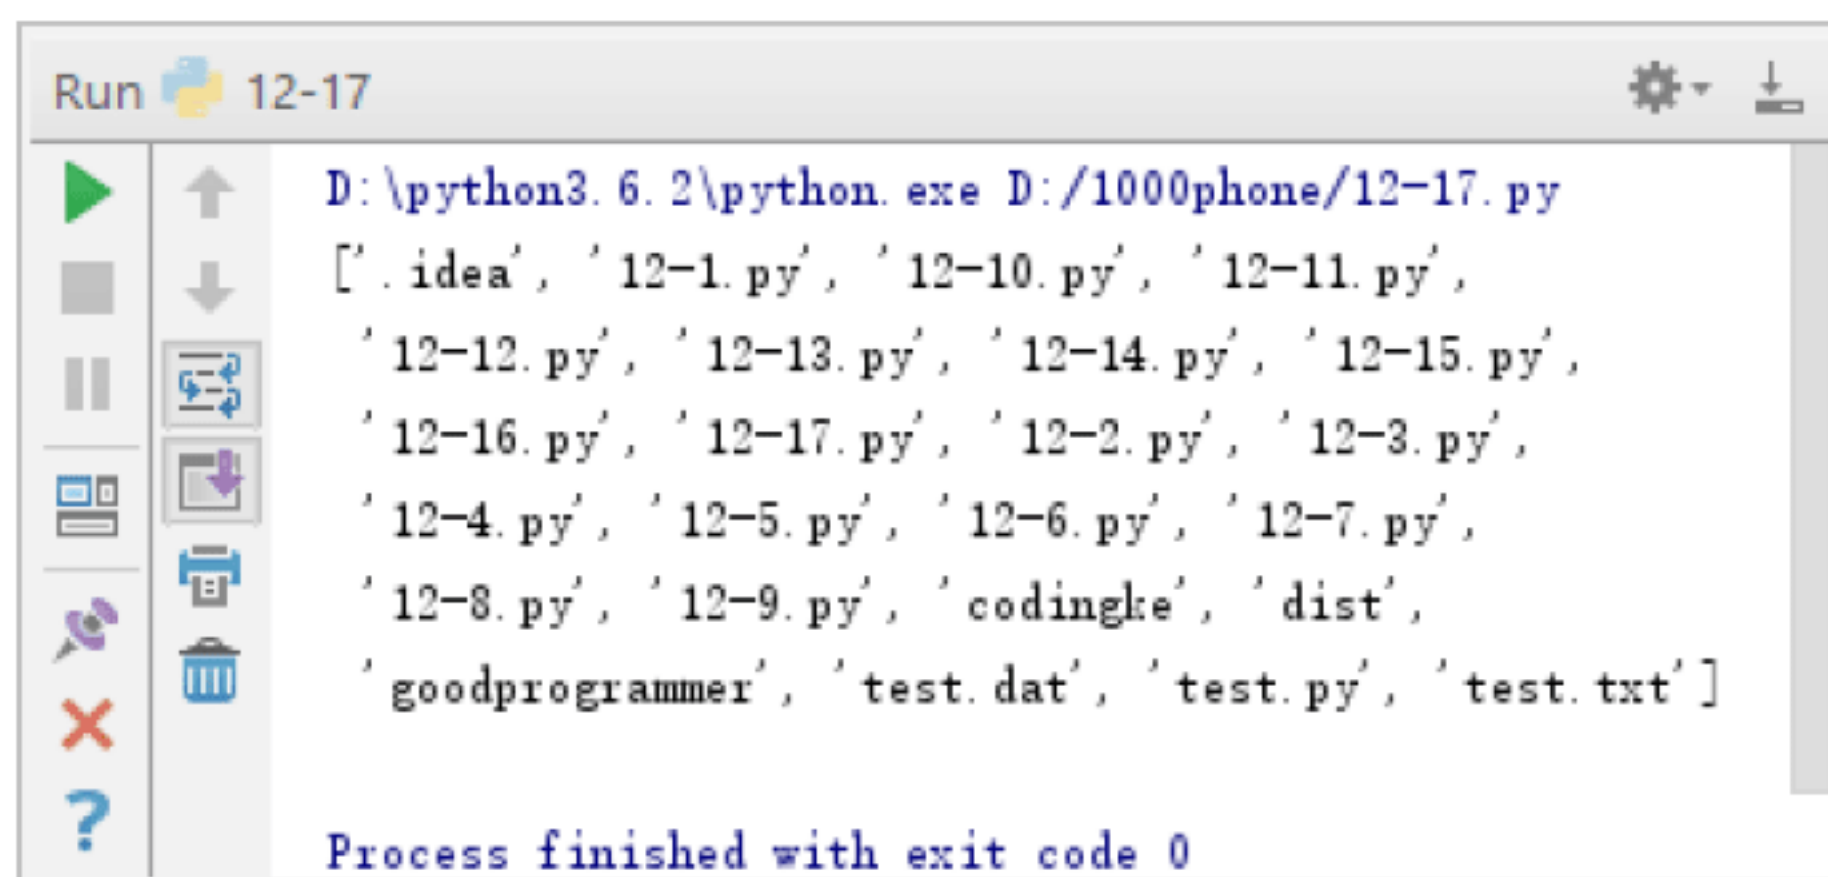 Run 12-17
D:\python3.6.2\python.exe D:/1000phone/12-17.py
['.idea', '12-1.py', '12-10.py', '12-11.py',
'12-12.py', '12-13.py', '12-14.py', '12-15.py',
'12-16.py', '12-17.py', '12-2.py', '12-3.py',
'12-4.py', '12-5.py', '12-6.py', '12-7.py',
'12-8.py', '12-9.py', 'codingke', 'dist',
'goodprogrammer', 'test.dat', 'test.py', 'test.txt']
Process finished with exit code 0